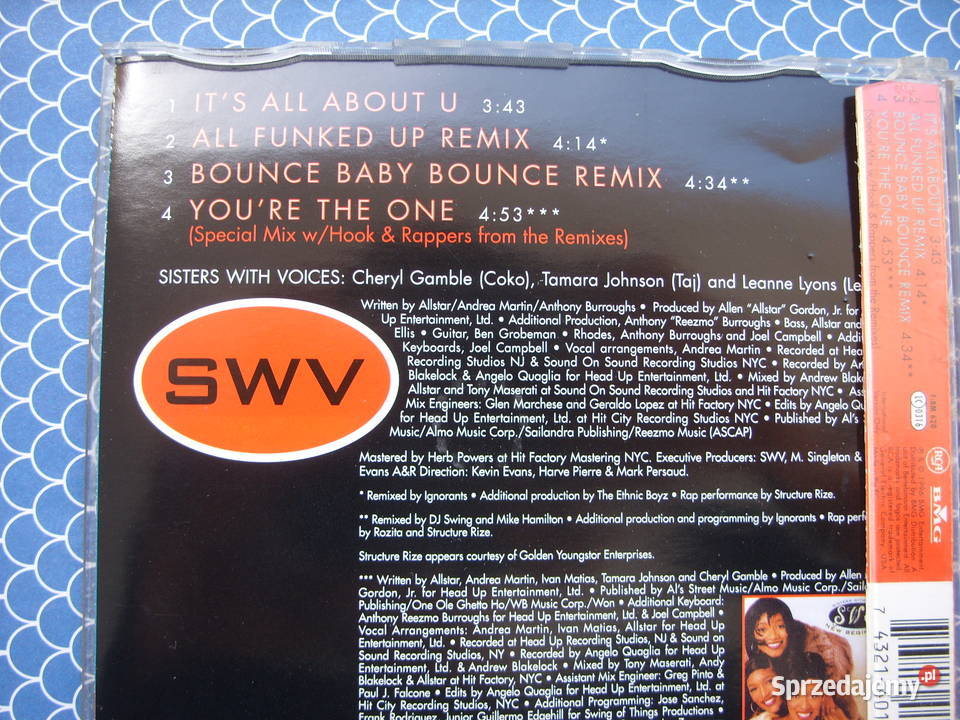 1 IT'S ALL ABOUT U 3:43
2 ALL FUNKED UP REMIX 4:14*
3 BOUNCE BABY BOUNCE REMIX 4:34**
4 YOU'RE THE ONE 4:53***
(Special Mix w/Hook & Rappers from the Remixes)
SISTERS WITH VOICES: Cheryl Gamble (Coko), Tamara Johnson (Taj) and Leanne Lyons
SWV
Written by Allstar/Andrea Martin/Anthony Burroughs • Produced by Allen "Allstar" Gordon, Jr. for
Up Entertainment, Ltd. • Additional Production, Anthony "Reezmo" Burroughs • Bass, Allstar and
Ellis • Guitar, Ben Grobeman • Rhodes, Anthony Burroughs and Joel Campbell •
Keyboards, Joel Campbell • Vocal arrangements, Andrea Martin • Recorded at
Recording Studios NJ & Sound On Sound Recording Studios NYC • Recorded by
Blakelock & Angelo Quaglia for Head Up Entertainment, Ltd. • Mixed by Andrew
Allstar and Tony Maserati at Sound On Sound Recording Studios and Hit Factory NYC •
Mix Engineers: Glen Marchese and Geraldo Lopez at Hit Factory NYC • Edits by Angelo
for Head Up Entertainment, Ltd. at Hit City Recording Studios NYC • Published by Al's
Music/Almo Music Corp./Sailandra Publishing/Reezmo Music (ASCAP)
Mastered by Herb Powers at Hit Factory Mastering NYC. Executive Producers: SWV, M. Singleton &
Evans A&R Direction: Kevin Evans, Harve Pierre & Mark Persaud.
* Remixed by Ignorants • Additional production by The Ethnic Boyz • Rap performance by Structure Rize.
** Remixed by DJ Swing and Mike Hamilton • Additional production and programming by Ignorants • Rap
by Rozita and Structure Rize.
Structure Rize appears courtesy of Golden Youngstor Enterprises.
*** Written by Allstar, Andrea Martin, Ivan Matias, Tamara Johnson and Cheryl Gamble • Produced by Allen
Gordon, Jr. for Head Up Entertainment, Ltd. • Published by Al's Street Music/Almo Music Corp./
Publishing/One Ole Ghetto Ho/WB Music Corp./Won • Additional Keyboard:
Anthony Reezmo Burroughs for Head Up Entertainment, Ltd. & Joel Campbell •
Vocal Arrangements: Andrea Martin, Ivan Matias, Allstar for Head Up
Entertainment, Ltd. • Recorded at Head Up Recording Studios, NJ & Sound on
Sound Recording Studios, NY • Recorded by Angelo Quaglia for Head Up
Entertainment, Ltd. & Andrew Blakelock • Mixed by Tony Maserati, Andy
Blakelock & Allstar at Hit Factory, NYC • Assistant Mix Engineer: Greg Pinto &
Paul J. Falcone • Edits by Angelo Quaglia for Head Up Entertainment, Ltd. at
Hit City Recording Studios, NYC • Additional Programming: Jose Sanchez,
Frank Rodriguez, Junior Guillermo Edgehill for Swing of Things Productions •
1 IT'S ALL ABOUT U 3:43
2 ALL FUNKED UP REMIX 4:14*
3 BOUNCE BABY BOUNCE REMIX 4:34**
4 YOU'RE THE ONE 4:53***
LC 0316
BMG
SWV
7 4321
Sprzedajemy.pl